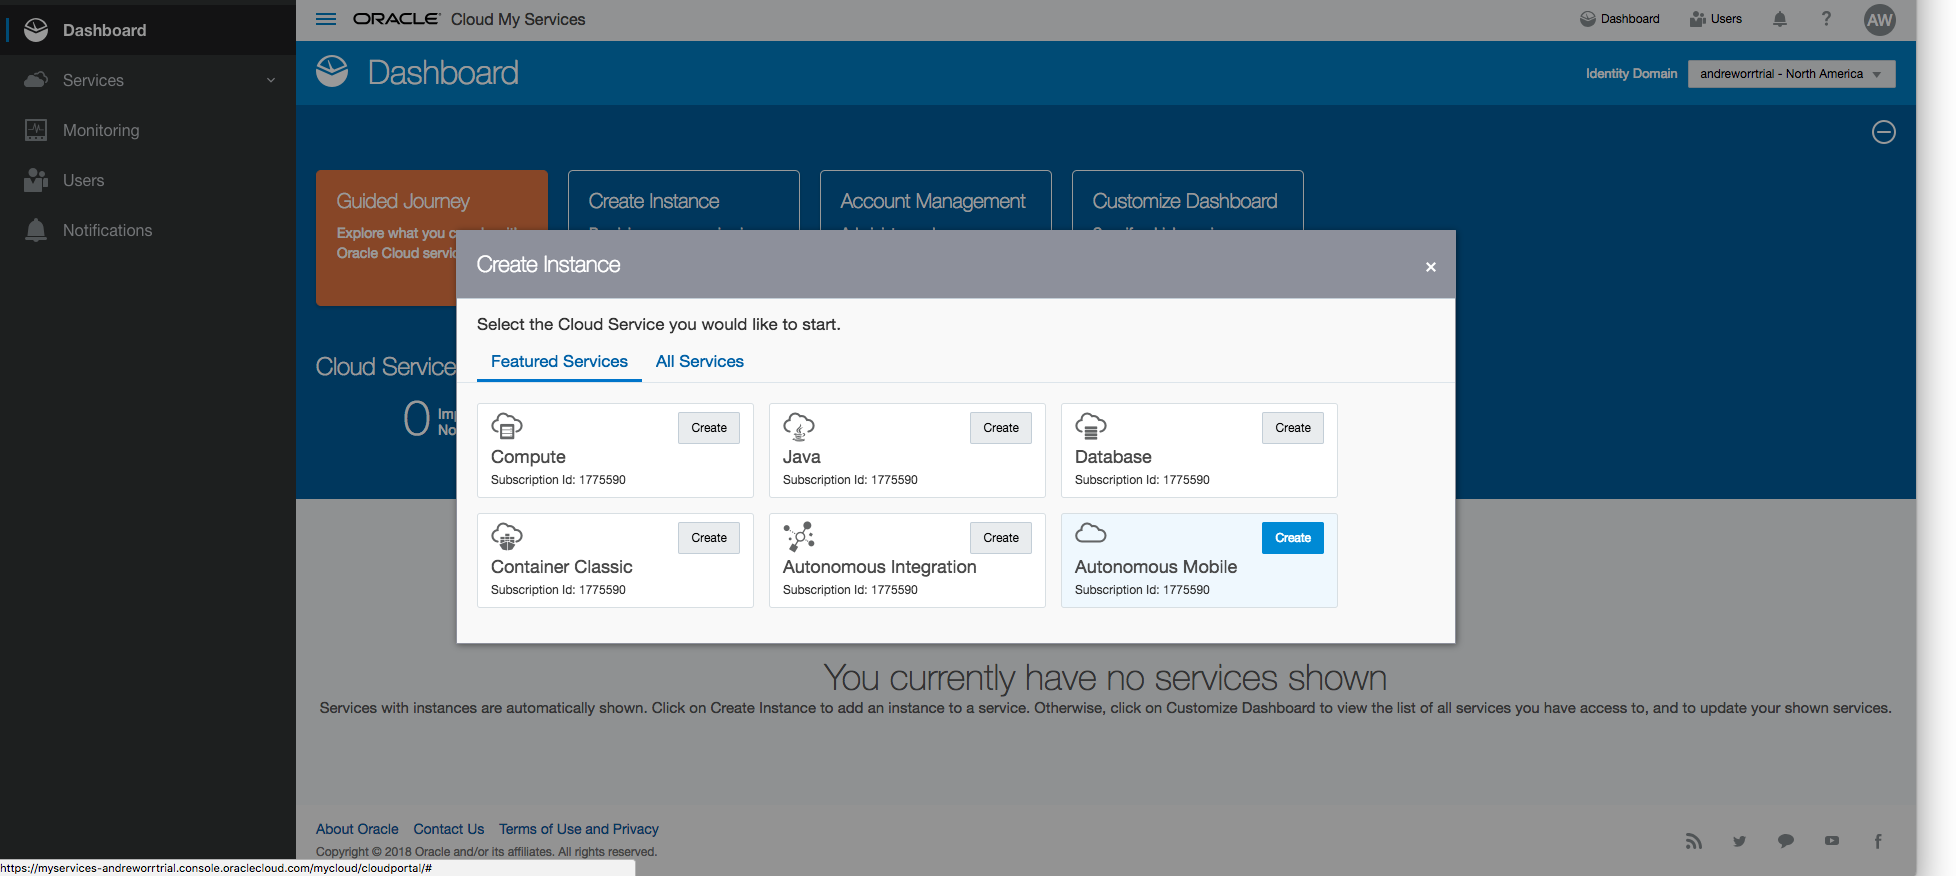 Dashboard
Services
Monitoring
Users
Notifications
ORACLE Cloud My Services
Dashboard
Users
?
AW
Dashboard
Identity Domain
andreworrtrial - North America
Guided Journey
Explore what you c
Oracle Cloud servic
Create Instance
Account Management
Customize Dashboard
Create Instance
×
Select the Cloud Service you would like to start.
Featured Services
All Services
Compute
Create
Subscription Id: 1775590
Java
Create
Subscription Id: 1775590
Database
Create
Subscription Id: 1775590
Container Classic
Create
Subscription Id: 1775590
Autonomous Integration
Create
Subscription Id: 1775590
Autonomous Mobile
Create
Subscription Id: 1775590
Cloud Service
0
Imp
No
You currently have no services shown
Services with instances are automatically shown. Click on Create Instance to add an instance to a service. Otherwise, click on Customize Dashboard to view the list of all services you have access to, and to update your shown services.
About Oracle
Contact Us
Terms of Use and Privacy
Copyright © 2018 Oracle and/or its affiliates. All rights reserved.
https://myservices-andreworrtrial.console.oraclecloud.com/mycloud/cloudportal/#